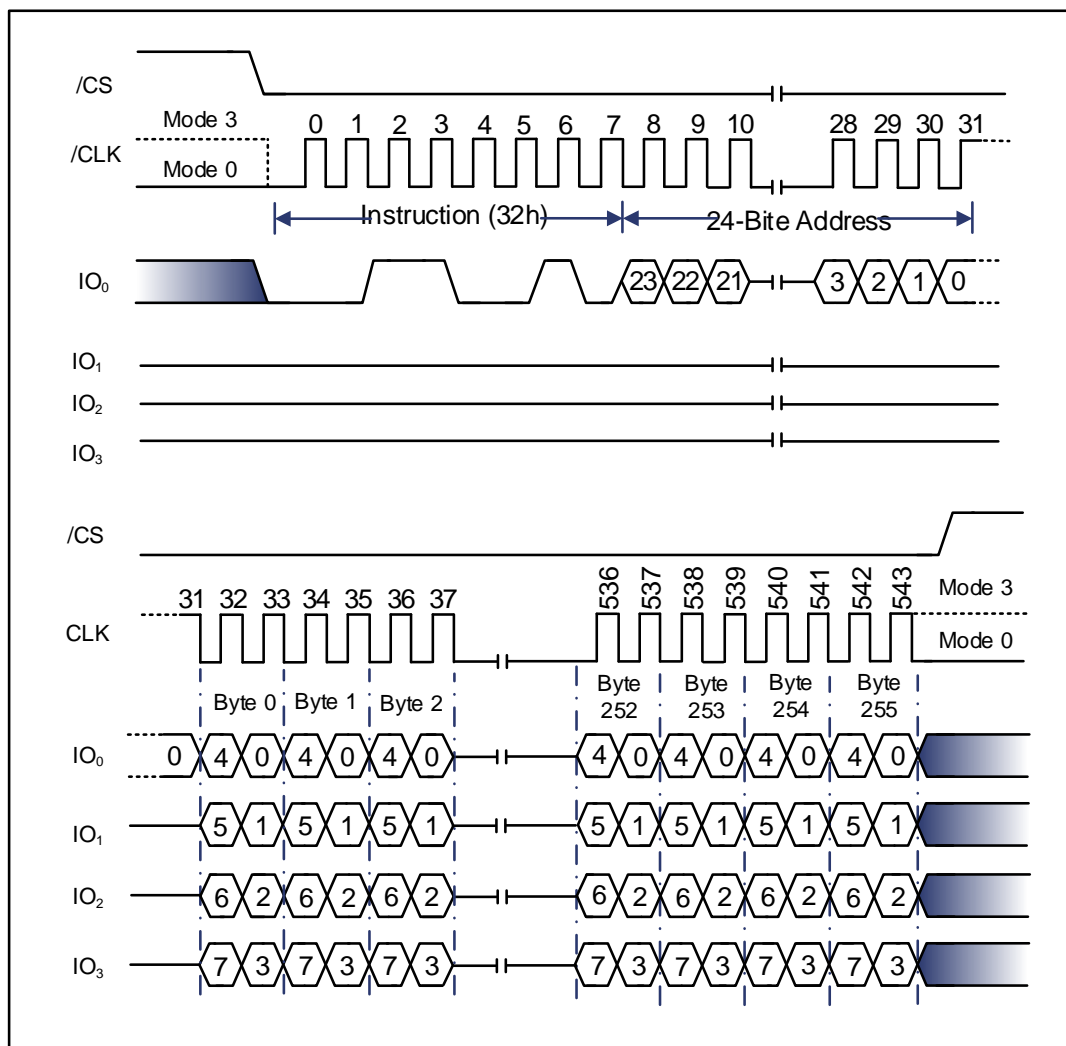 /CS
Mode 3
0 1 2 3 4 5 6 7 8 9 10 28 29 30 31
/CLK
Mode 0
Instruction (32h) 24-Bite Address
IO0 23 22 21 3 2 1 0
IO1
IO2
IO3
/CS
31 32 33 34 35 36 37 536 537 538 539 540 541 542 543 Mode 3
CLK
Mode 0
Byte 0 Byte 1 Byte 2 Byte 252 Byte 253 Byte 254 Byte 255
IO0 0 4 0 4 0 4 0 4 0 4 0 4 0 4 0
IO1 5 1 5 1 5 1 5 1 5 1 5 1 5 1
IO2 6 2 6 2 6 2 6 2 6 2 6 2 6 2
IO3 7 3 7 3 7 3 7 3 7 3 7 3 7 3